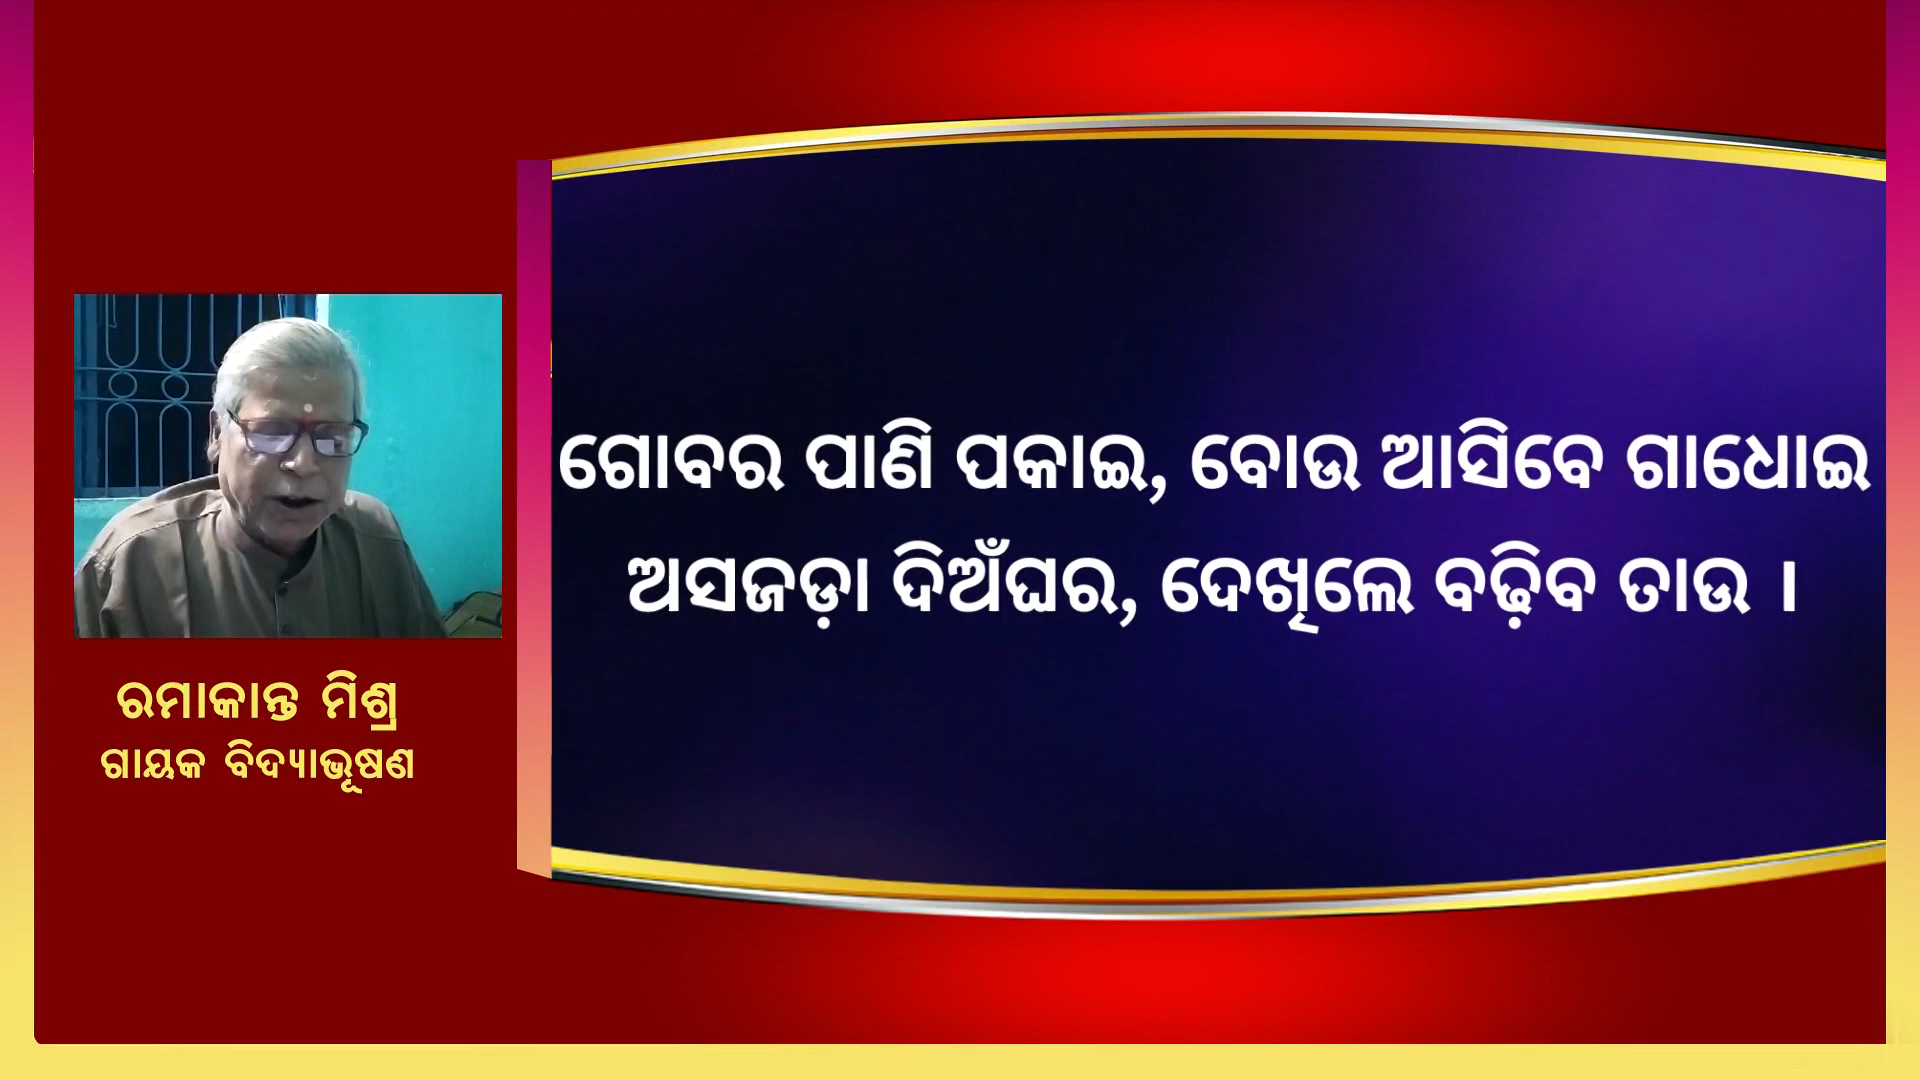 ଗୋବର ପାଣି ପକାଇ, ବୋଉ ଆସିବେ ଗାଧୋଇ
ଅସଜଡ଼ା ଦିଅଁଘର, ଦେଖିଲେ ବଢ଼ିବ ତାଉ ।
ରମାକାନ୍ତ ମିଶ୍ର
ଗାୟକ ବିଦ୍ୟାଭୂଷଣ